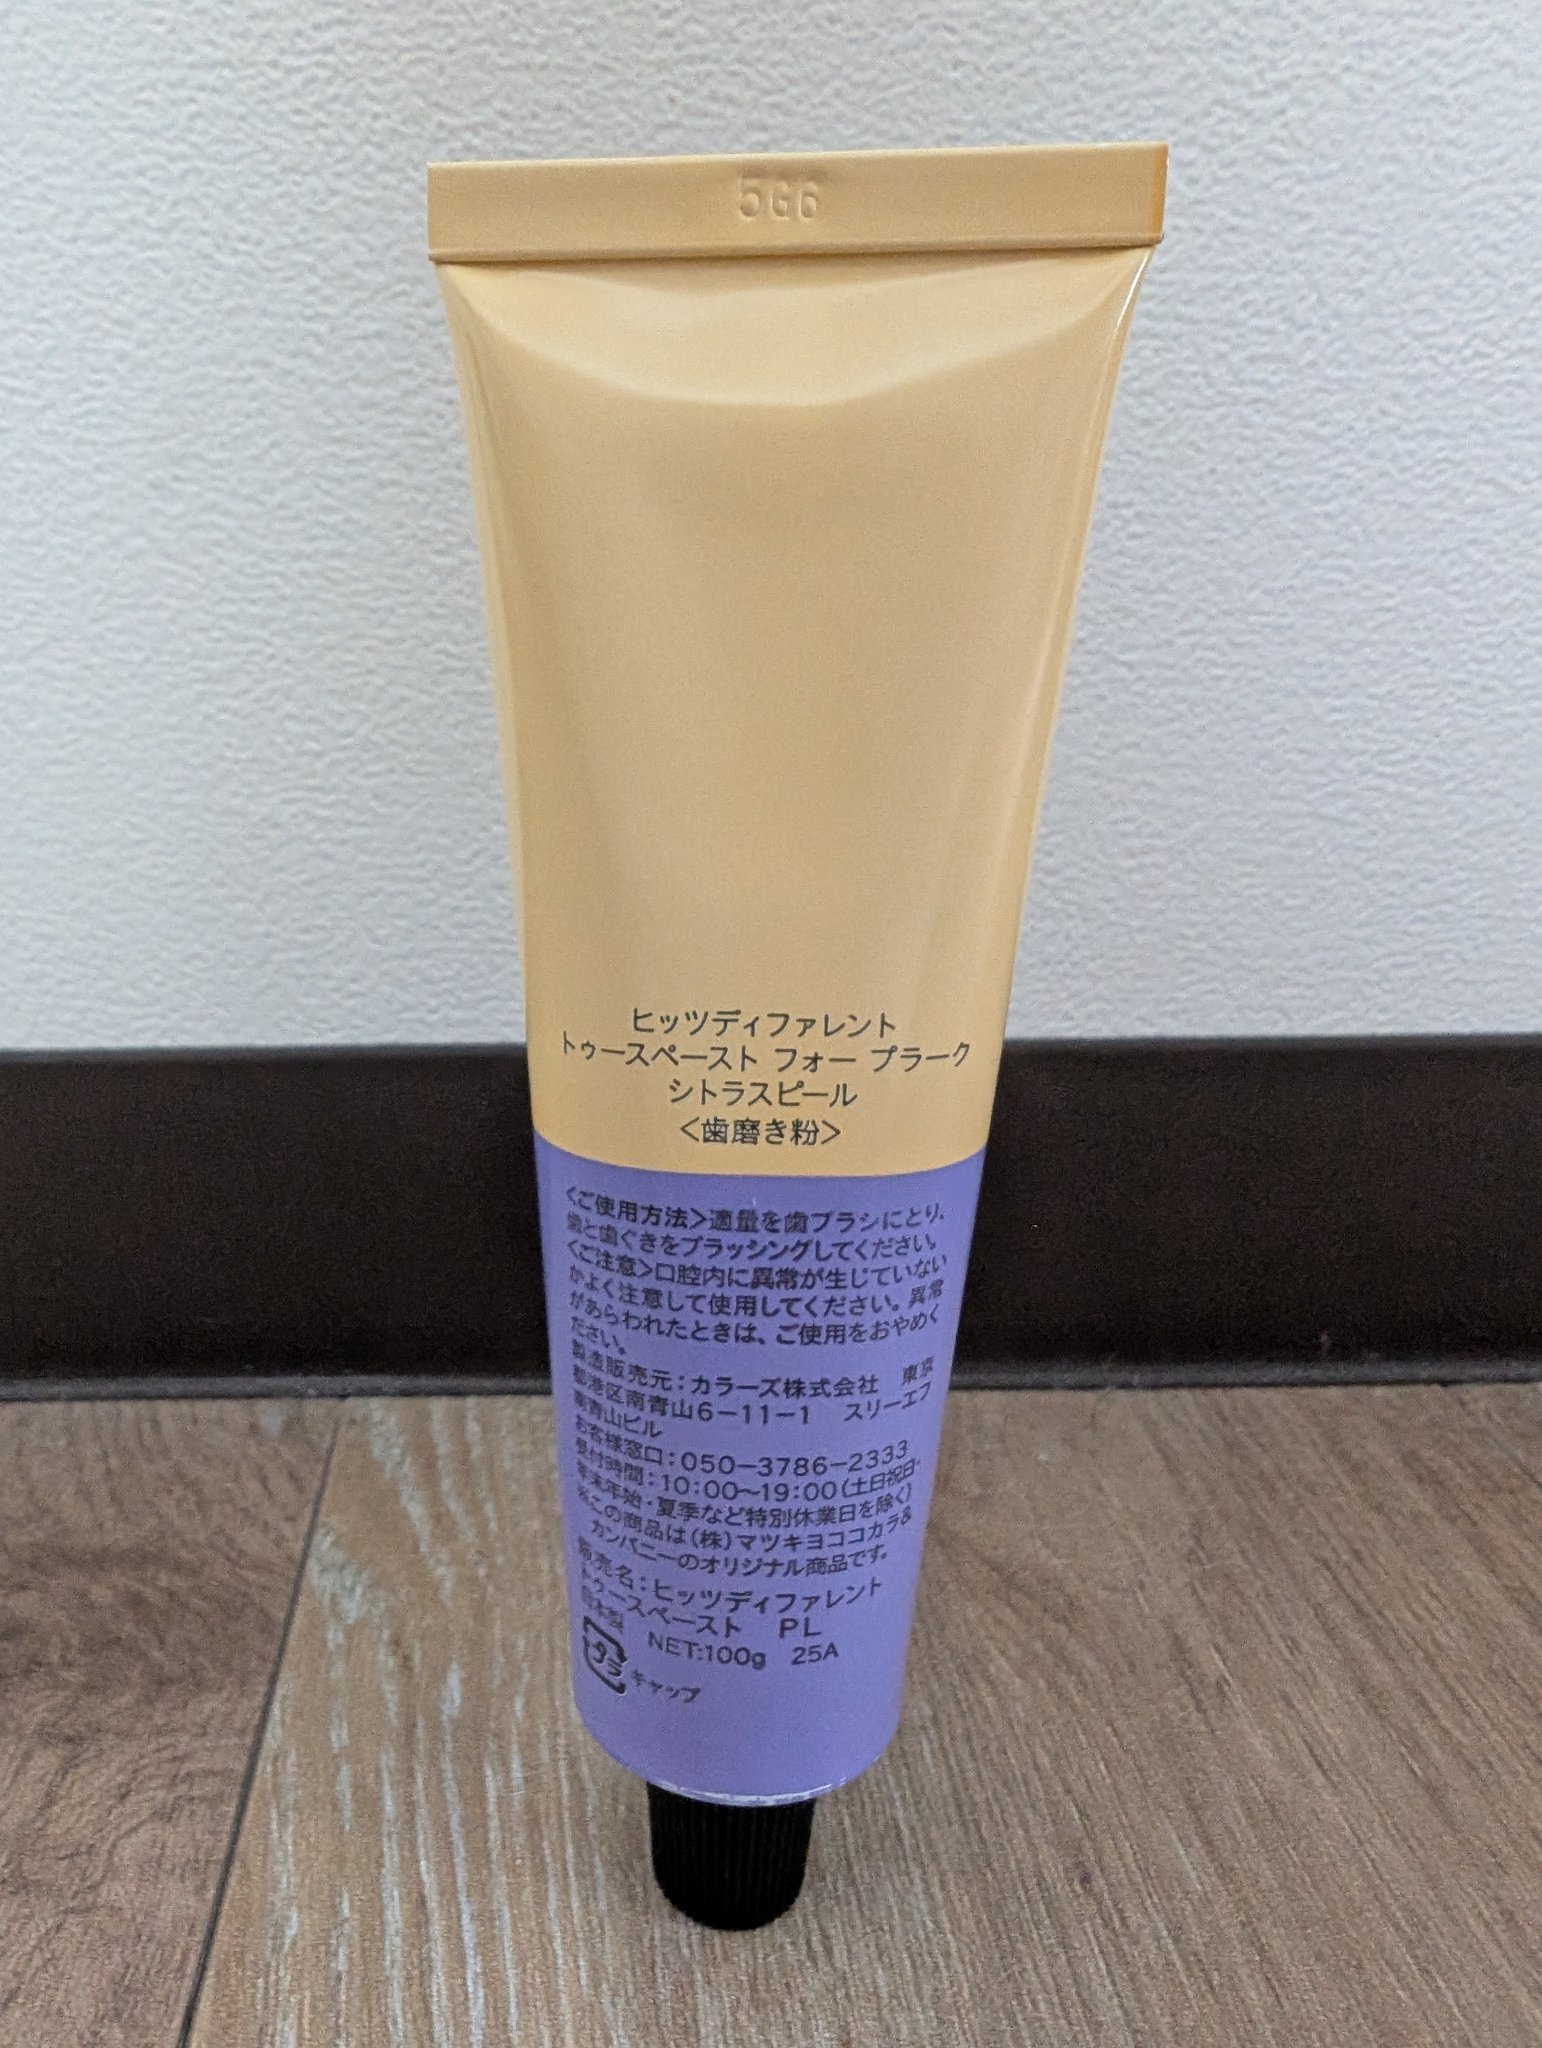 5G6
ヒッツディファレント
トゥースペースト フォー プラーク
シトラスピール
<歯磨き粉>
<ご使用方法>適量を歯ブラシにとり、
歯と歯ぐきをブラッシングしてください。
<ご注意>口腔内に異常が生じていない
かよく注意して使用してください。異常
があらわれたときは、ご使用をおやめく
ださい。
製造販売元:カラーズ株式会社 東京
都港区南青山6-11-1 スリーエフ
南青山ビル
お客様窓口:050-3786-2333
受付時間:10:00~19:00(土日祝日・
年末年始・夏季など特別休業日を除く)
※この商品は(株)マツキヨココカラ&
カンパニーのオリジナル商品です。
販売名:ヒッツディファレント
トゥースペースト PL
日本製 NET:100g 25A
プラ キャップ